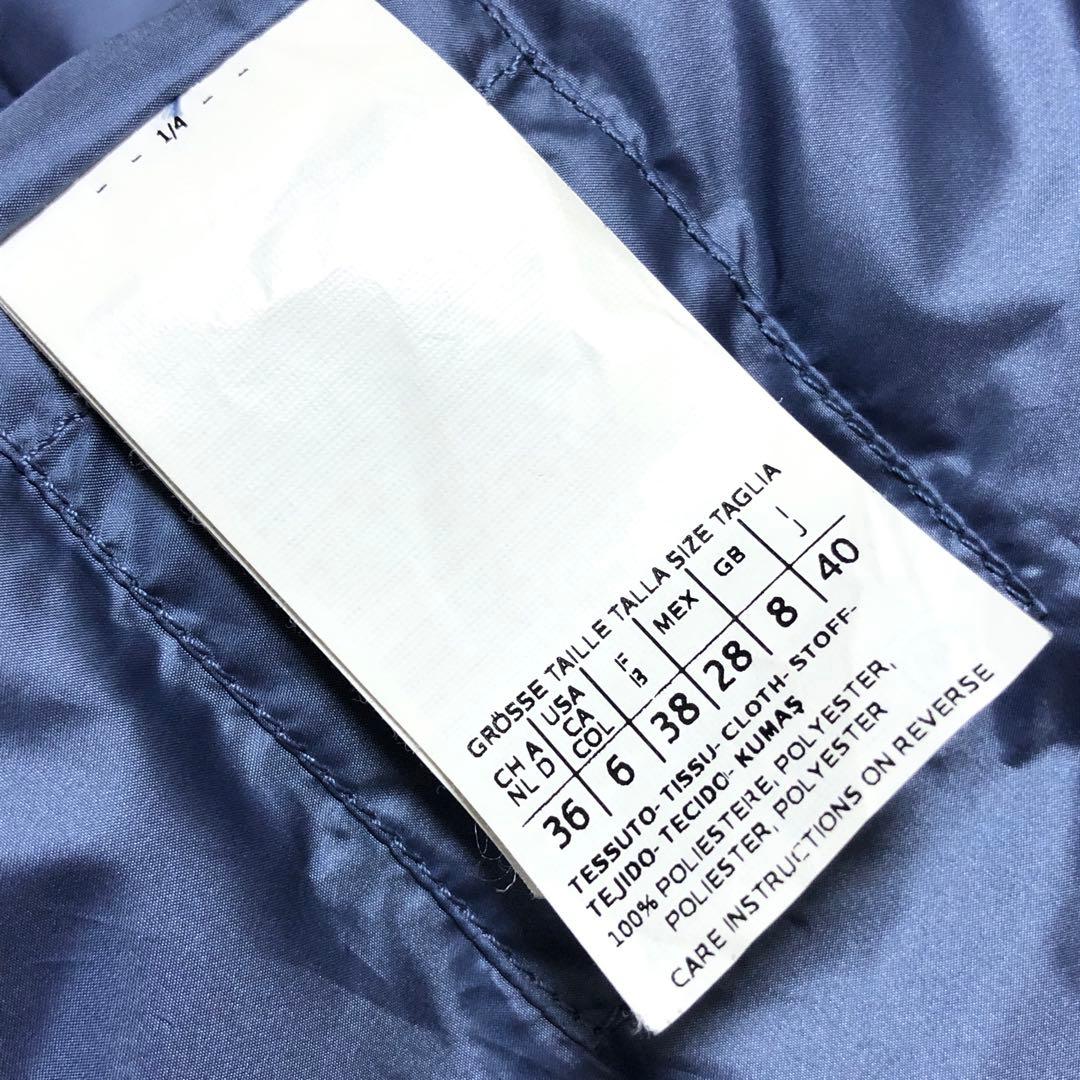 1/4
GRÖSSE TAILLE TALLA SIZE TAGLIA
CH A USA F MEX GB I
NL D CA B J
COL
36 6 38 28 8 40
TESSUTO- TISSU- CLOTH- STOFF-
TEJIDO- TECIDO- KUMAŞ
100% POLIESTERE, POLYESTER,
POLIESTER, POLYESTER
CARE INSTRUCTIONS ON REVERSE